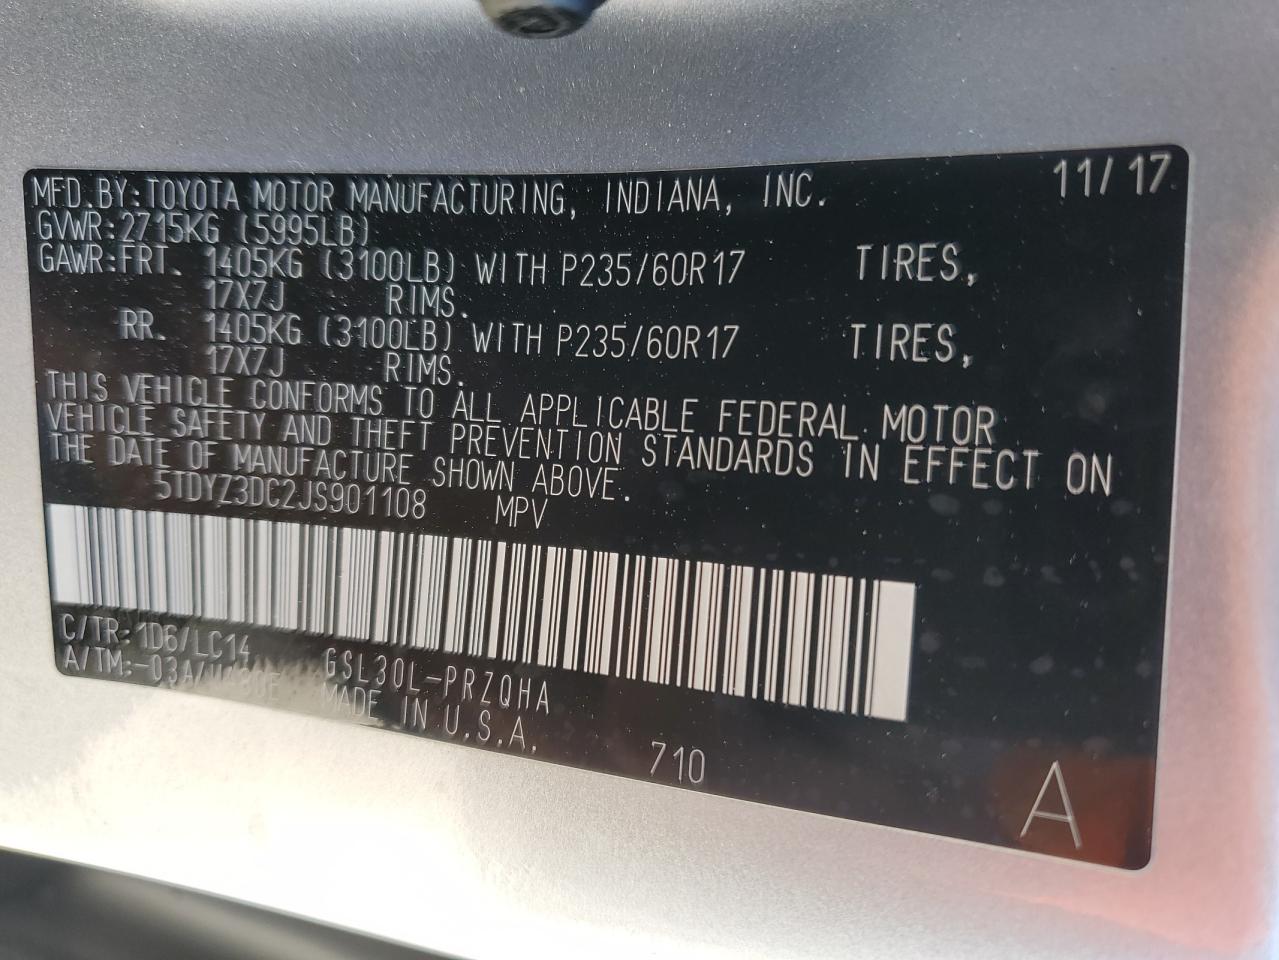 MFD.BY:TOYOTA MOTOR MANUFACTURING, INDIANA, INC. 11/17
GVWR:2715KG (5995LB)
GAWR:FRT. 1405KG (3100LB) WITH P235/60R17 TIRES,
17X7J RIMS.
RR. 1405KG (3100LB) WITH P235/60R17 TIRES,
17X7J RIMS.
THIS VEHICLE CONFORMS TO ALL APPLICABLE FEDERAL MOTOR
VEHICLE SAFETY AND THEFT PREVENTION STANDARDS IN EFFECT ON
THE DATE OF MANUFACTURE SHOWN ABOVE.
5TDYZ3DC2JS901108 MPV
C/TR:1D6/LC14 GSL30L-PRZQHA
A/TM:-03A/ MADE IN U.S.A.
710
A